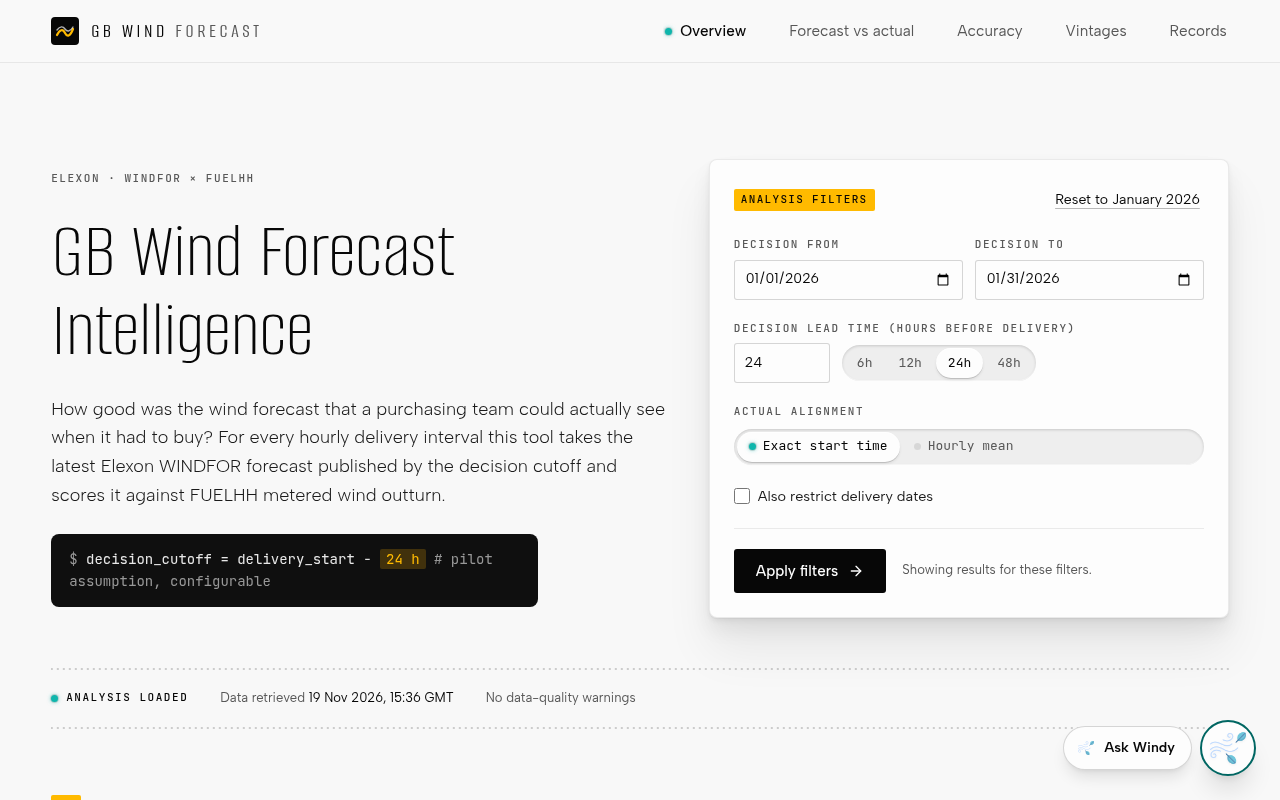 GB WIND FORECAST
Overview
Forecast vs actual
Accuracy
Vintages
Records
ELEXON · WINDFOR × FUELHH
GB Wind Forecast
Intelligence
How good was the wind forecast that a purchasing team could actually see
when it had to buy? For every hourly delivery interval this tool takes the
latest Elexon WINDFOR forecast published by the decision cutoff and
scores it against FUELHH metered wind outturn.
$ decision_cutoff = delivery_start - 24 h # pilot
assumption, configurable
ANALYSIS FILTERS
Reset to January 2026
DECISION FROM
DECISION TO
01/01/2026
01/31/2026
DECISION LEAD TIME (HOURS BEFORE DELIVERY)
24
6h
12h
24h
48h
ACTUAL ALIGNMENT
Exact start time
Hourly mean
Also restrict delivery dates
Apply filters →
Showing results for these filters.
ANALYSIS LOADED
Data retrieved 19 Nov 2026, 15:36 GMT
No data-quality warnings
Ask Windy